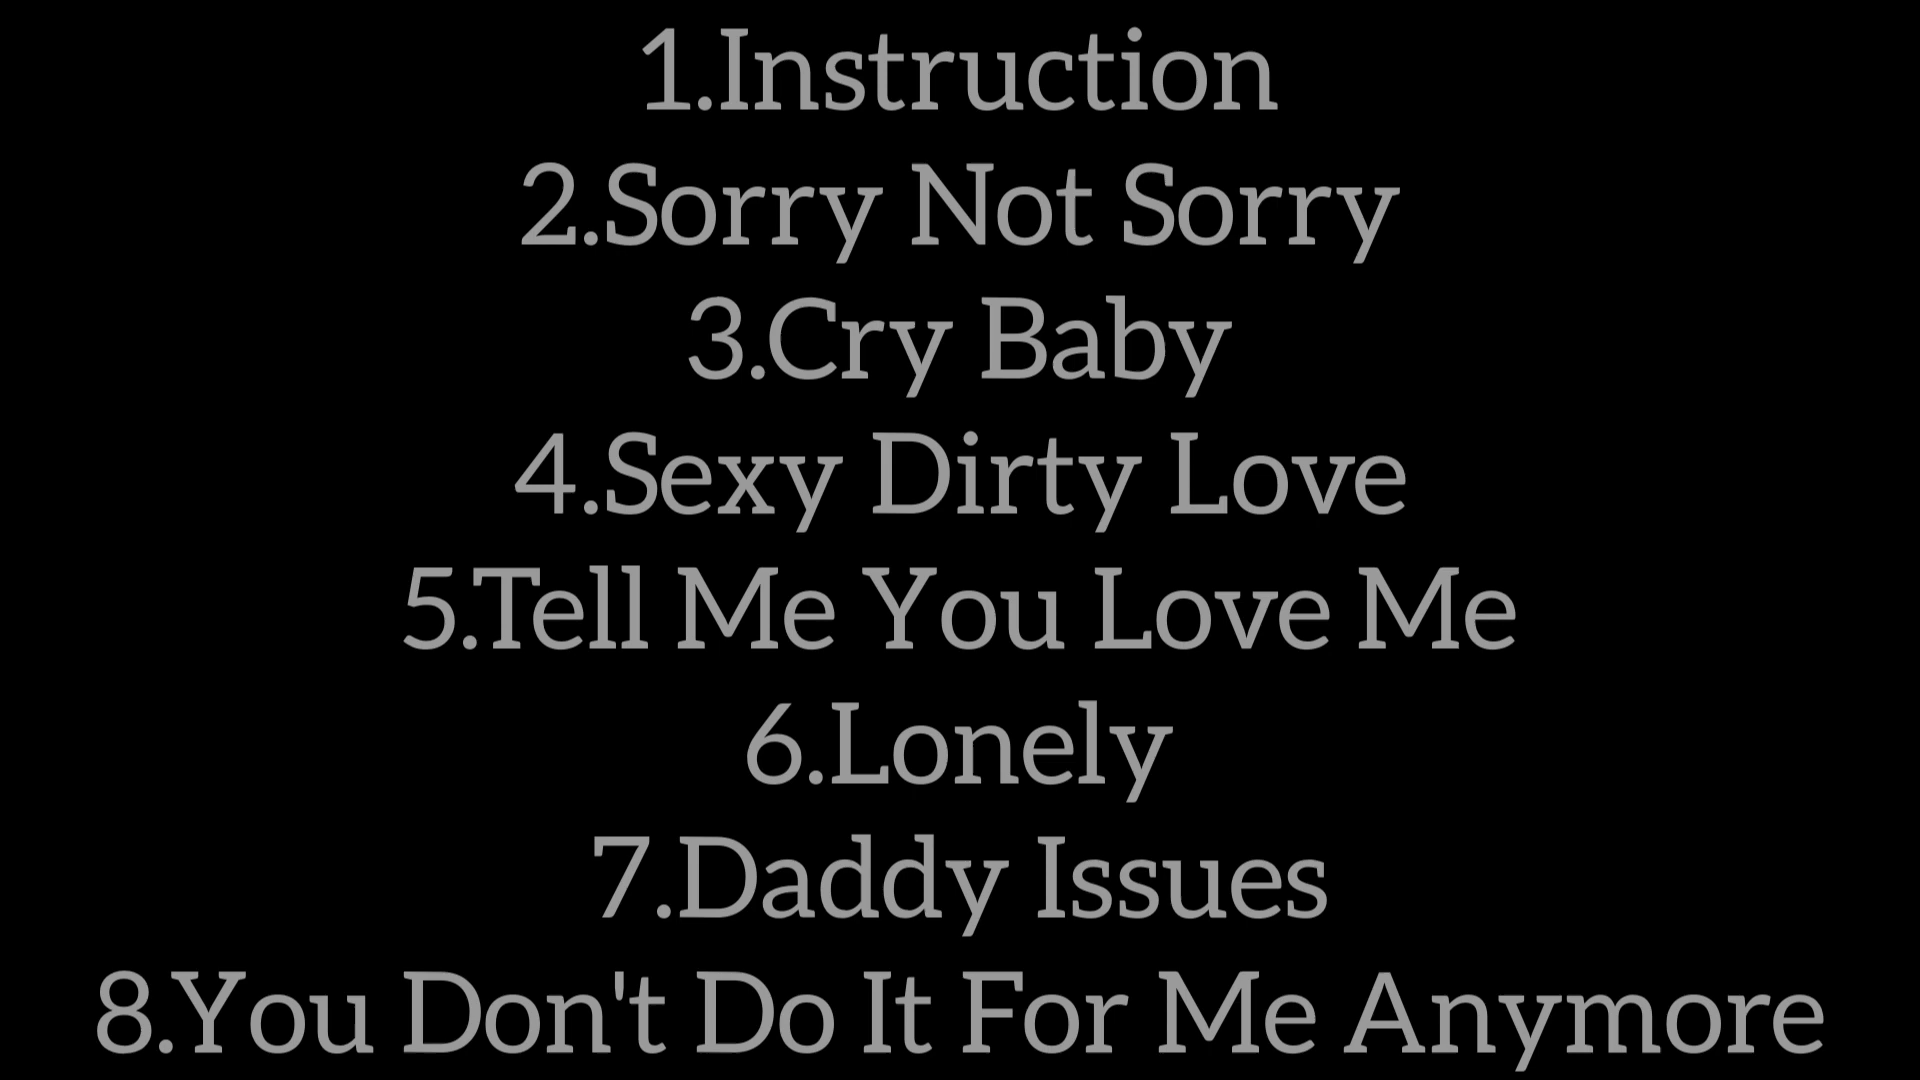 1.Instruction
2.Sorry Not Sorry
3.Cry Baby
4.Sexy Dirty Love
5.Tell Me You Love Me
6.Lonely
7.Daddy Issues
8.You Don't Do It For Me Anymore